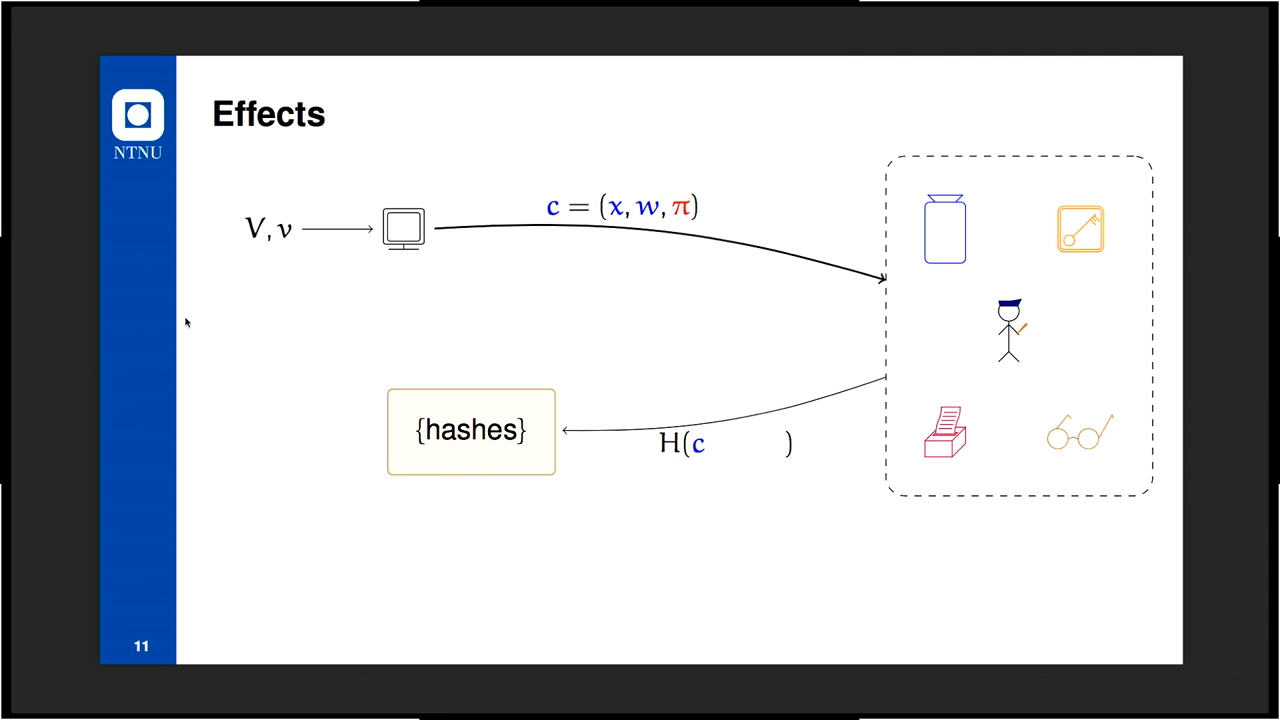 Effects
NTNU
c = (x, w, π)
V, v
{hashes}
H(c )
11